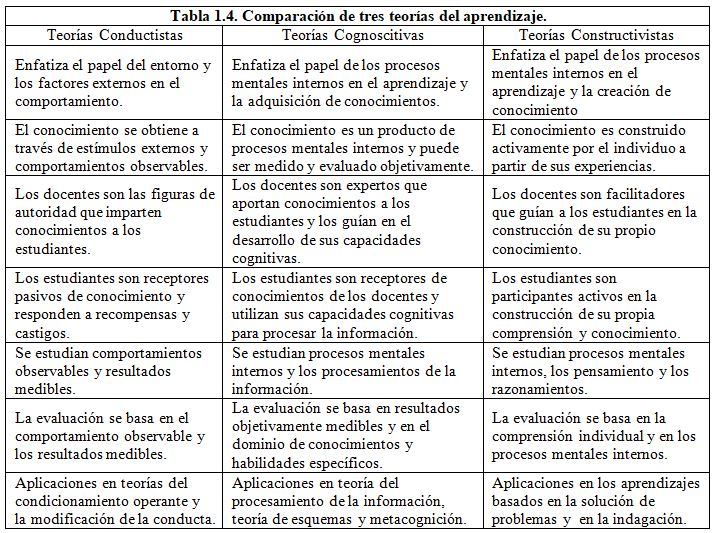 Tabla 1.4. Comparación de tres teorías del aprendizaje.
Teorías Conductistas
Teorías Cognoscitivas
Teorías Constructivistas
Enfatiza el papel del entorno y
los factores externos en el
comportamiento.
Enfatiza el papel de los procesos
mentales internos en el aprendizaje y
la adquisición de conocimientos.
Enfatiza el papel de los procesos
mentales internos en el
aprendizaje y la creación de
conocimiento
El conocimiento se obtiene a
través de estímulos externos y
comportamientos observables.
El conocimiento es un producto de
procesos mentales internos y puede
ser medido y evaluado objetivamente.
El conocimiento es construido
activamente por el individuo a
partir de sus experiencias.
Los docentes son las figuras de
autoridad que imparten
conocimientos a los
estudiantes.
Los docentes son expertos que
aportan conocimientos a los
estudiantes y los guían en el
desarrollo de sus capacidades
cognitivas.
Los docentes son facilitadores
que guían a los estudiantes en la
construcción de su propio
conocimiento.
Los estudiantes son receptores
pasivos de conocimiento y
responden a recompensas y
castigos.
Los estudiantes son receptores de
conocimientos de los docentes y
utilizan sus capacidades cognitivas
para procesar la información.
Los estudiantes son
participantes activos en la
construcción de su propia
comprensión y conocimiento.
Se estudian comportamientos
observables y resultados
medibles.
Se estudian procesos mentales
internos y los procesamientos de la
información.
Se estudian procesos mentales
internos, los pensamiento y los
razonamientos.
La evaluación se basa en el
comportamiento observable y
los resultados medibles.
La evaluación se basa en resultados
objetivamente medibles y en el
dominio de conocimientos y
habilidades específicos.
La evaluación se basa en la
comprensión individual y en los
procesos mentales internos.
Aplicaciones en teorías del
condicionamiento operante y
la modificación de la conducta.
Aplicaciones en teoría del
procesamiento de la información,
teoría de esquemas y metacognición.
Aplicaciones en los aprendizajes
basados en la solución de
problemas y en la indagación.